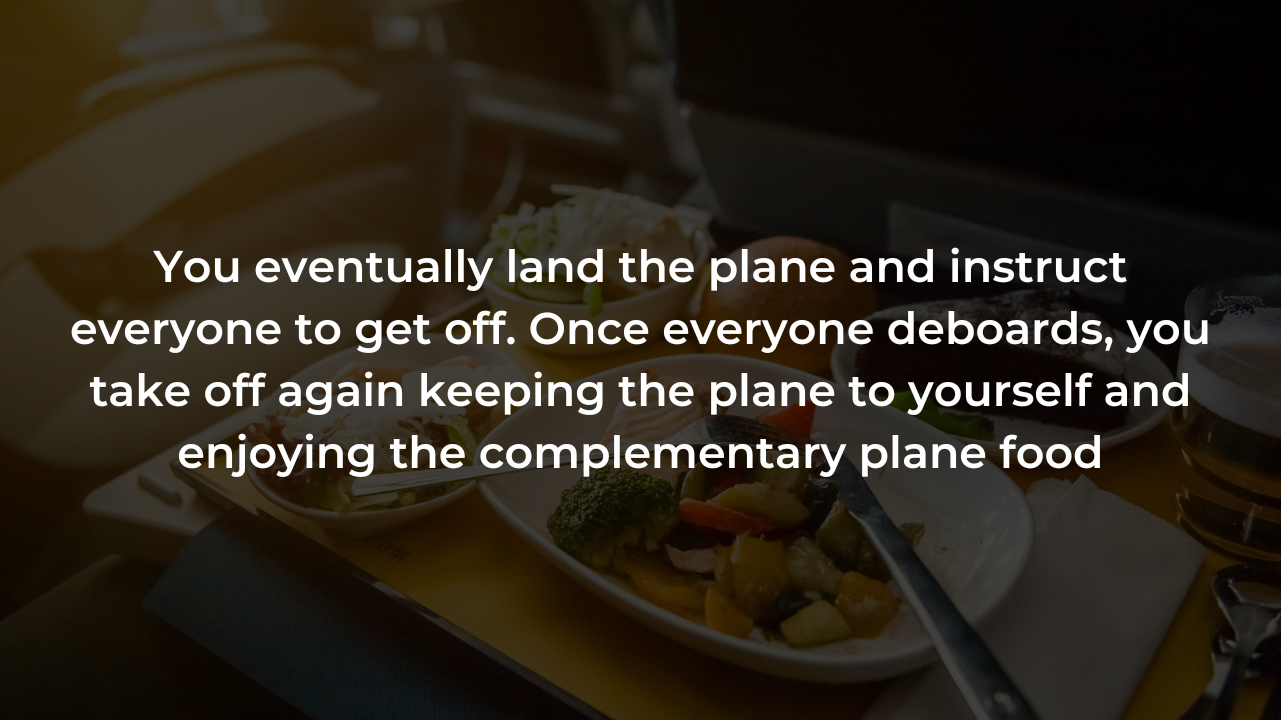 You eventually land the plane and instruct
everyone to get off. Once everyone deboards, you
take off again keeping the plane to yourself and
enjoying the complementary plane food